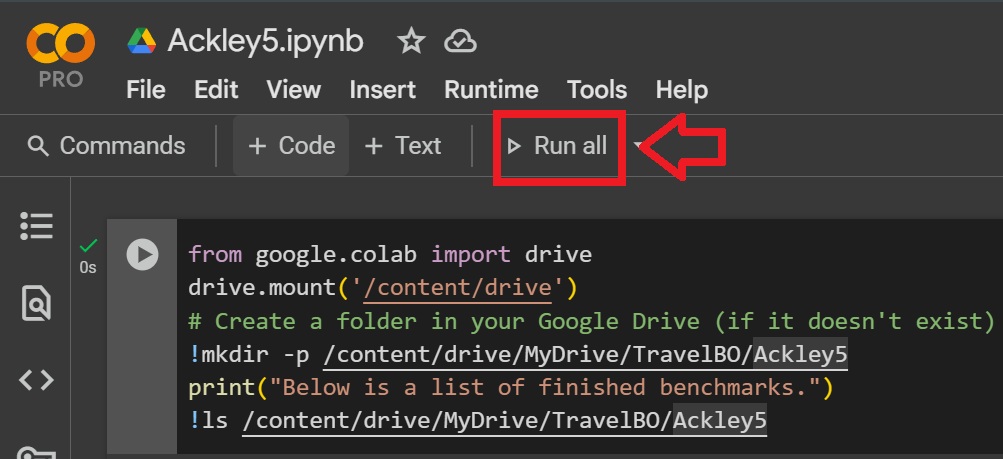 Ackley5.ipynb
PRO
File Edit View Insert Runtime Tools Help
Commands + Code + Text Run all
0s
from google.colab import drive
drive.mount('/content/drive')
# Create a folder in your Google Drive (if it doesn't exist)
!mkdir -p /content/drive/MyDrive/TravelBO/Ackley5
print("Below is a list of finished benchmarks.")
!ls /content/drive/MyDrive/TravelBO/Ackley5